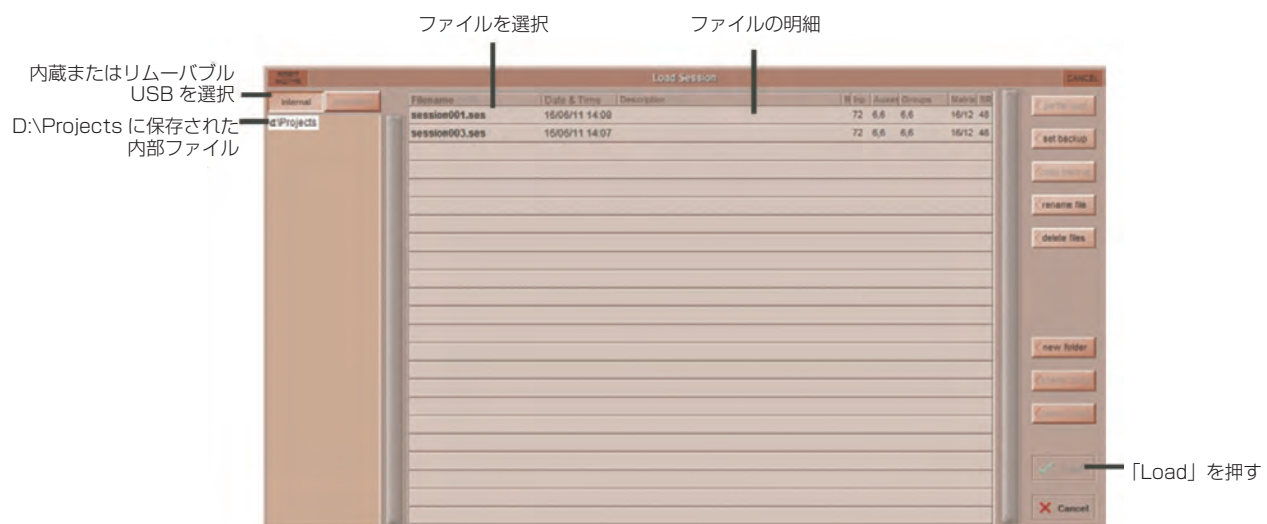 ファイルを選択
ファイルの明細
内蔵またはリムーバブル
USB を選択
D:\Projects に保存された
内部ファイル
Load Session
CANCEL
internal
d:\Projects
Filename Date & Time Description Inp Auxes Groups Matrix SR
session001.ses 15/06/11 14:08 72 6,6 6,6 16/12 48
session003.ses 15/06/11 14:07 72 6,6 6,6 16/12 48
set backup
rename file
delete files
new folder
Cancel
「Load」を押す